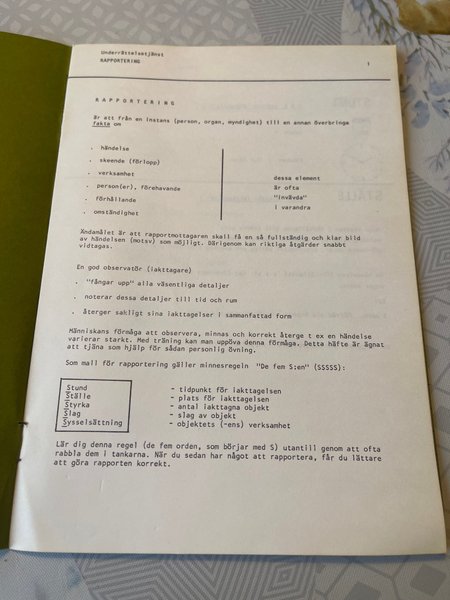 Underrättelsetjänst
RAPPORTERING
1
RAPPORTERING
är att från en instans (person, organ, myndighet) till en annan överbringa
fakta om
. händelse
. skeende (förlopp)
. verksamhet
. person(er), förehavande
. förhållande
. omständighet
dessa element
är ofta
"invävda"
i varandra
Ändamålet är att rapportmottagaren skall få en så fullständig och klar bild
av händelsen (motsv) som möjligt. Därigenom kan riktiga åtgärder snabbt
vidtagas.
En god observatör (iakttagare)
. "fångar upp" alla väsentliga detaljer
. noterar dessa detaljer till tid och rum
. återger sakligt sina iakttagelser i sammanfattad form
Människans förmåga att observera, minnas och korrekt återge t ex en händelse
varierar starkt. Med träning kan man uppöva denna förmåga. Detta häfte är ägnat
att tjäna som hjälp för sådan personlig övning.
Som mall för rapportering gäller minnesregeln "De fem S:en" (SSSSS):
Stund - tidpunkt för iakttagelsen
Ställe - plats för iakttagelsen
Styrka - antal iakttagna objekt
Slag - slag av objekt
Sysselsättning - objektets (-ens) verksamhet
Lär dig denna regel (de fem orden, som börjar med S) utantill genom att ofta
rabbla dem i tankarna. När du sedan har något att rapportera, får du lättare
att göra rapporten korrekt.